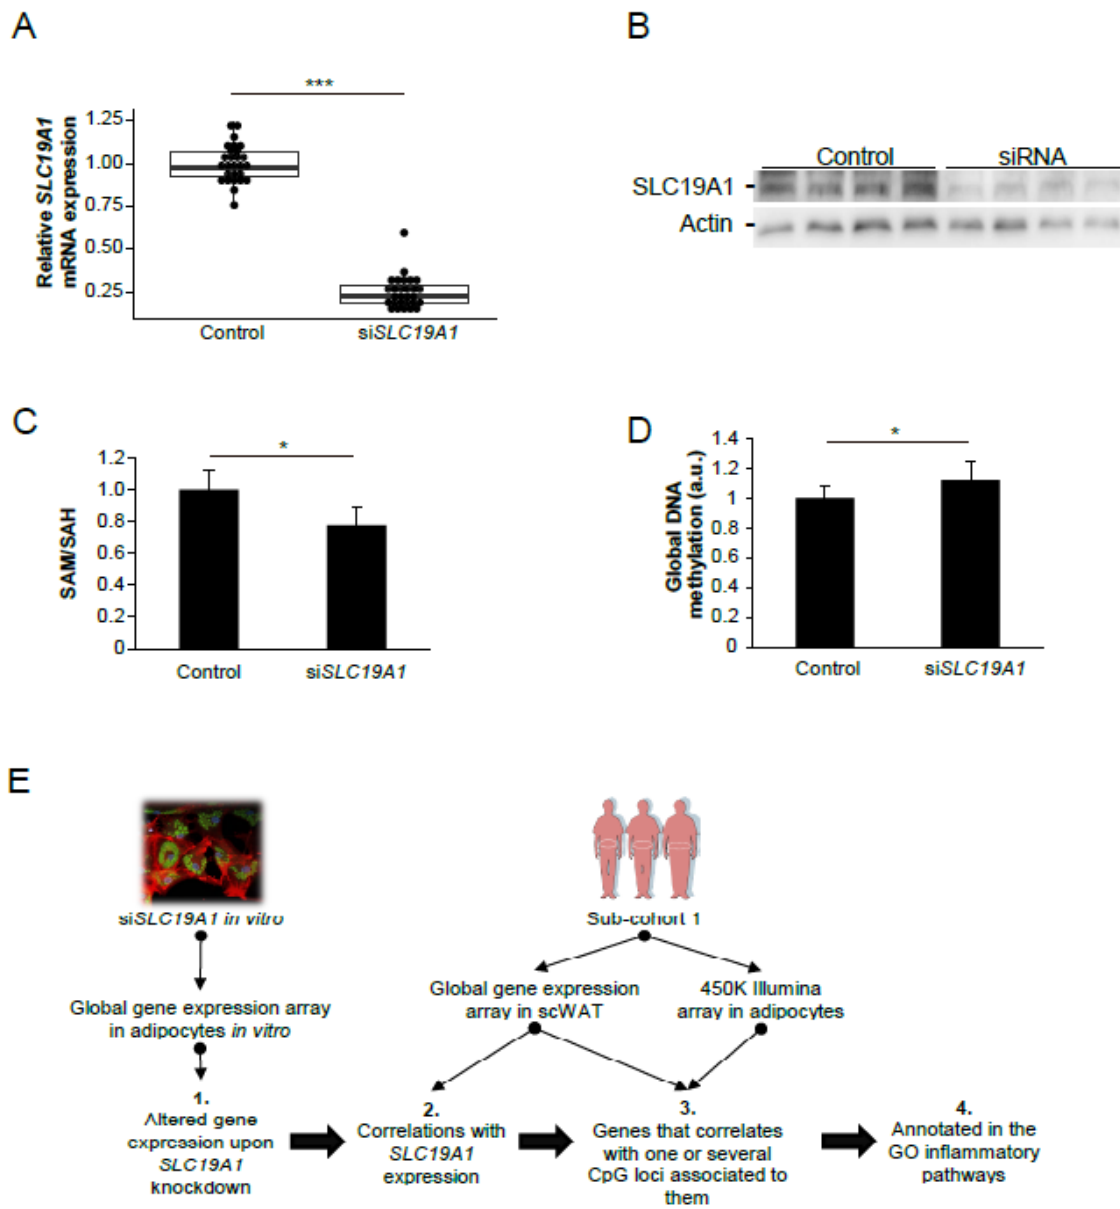 A
***
Relative SLC19A1
mRNA expression
1.25
1.00
0.75
0.50
0.25
Control
siSLC19A1
B
Control
siRNA
SLC19A1
Actin
C
*
SAM/SAH
1.2
1.0
0.8
0.6
0.4
0.2
0
Control
siSLC19A1
D
*
Global DNA
methylation (a.u.)
1.4
1.2
1
0.8
0.6
0.4
0.2
0
Control
siSLC19A1
E
siSLC19A1 in vitro
Sub-cohort 1
Global gene expression array
in adipocytes in vitro
Global gene expression
array in scWAT
450K Illumina
array in adipocytes
1.
Altered gene
expression upon
SLC19A1
knockdown
2.
Correlations with
SLC19A1
expression
3.
Genes that correlates
with one or several
CpG loci associated to
them
4.
Annotated in the
GO inflammatory
pathways